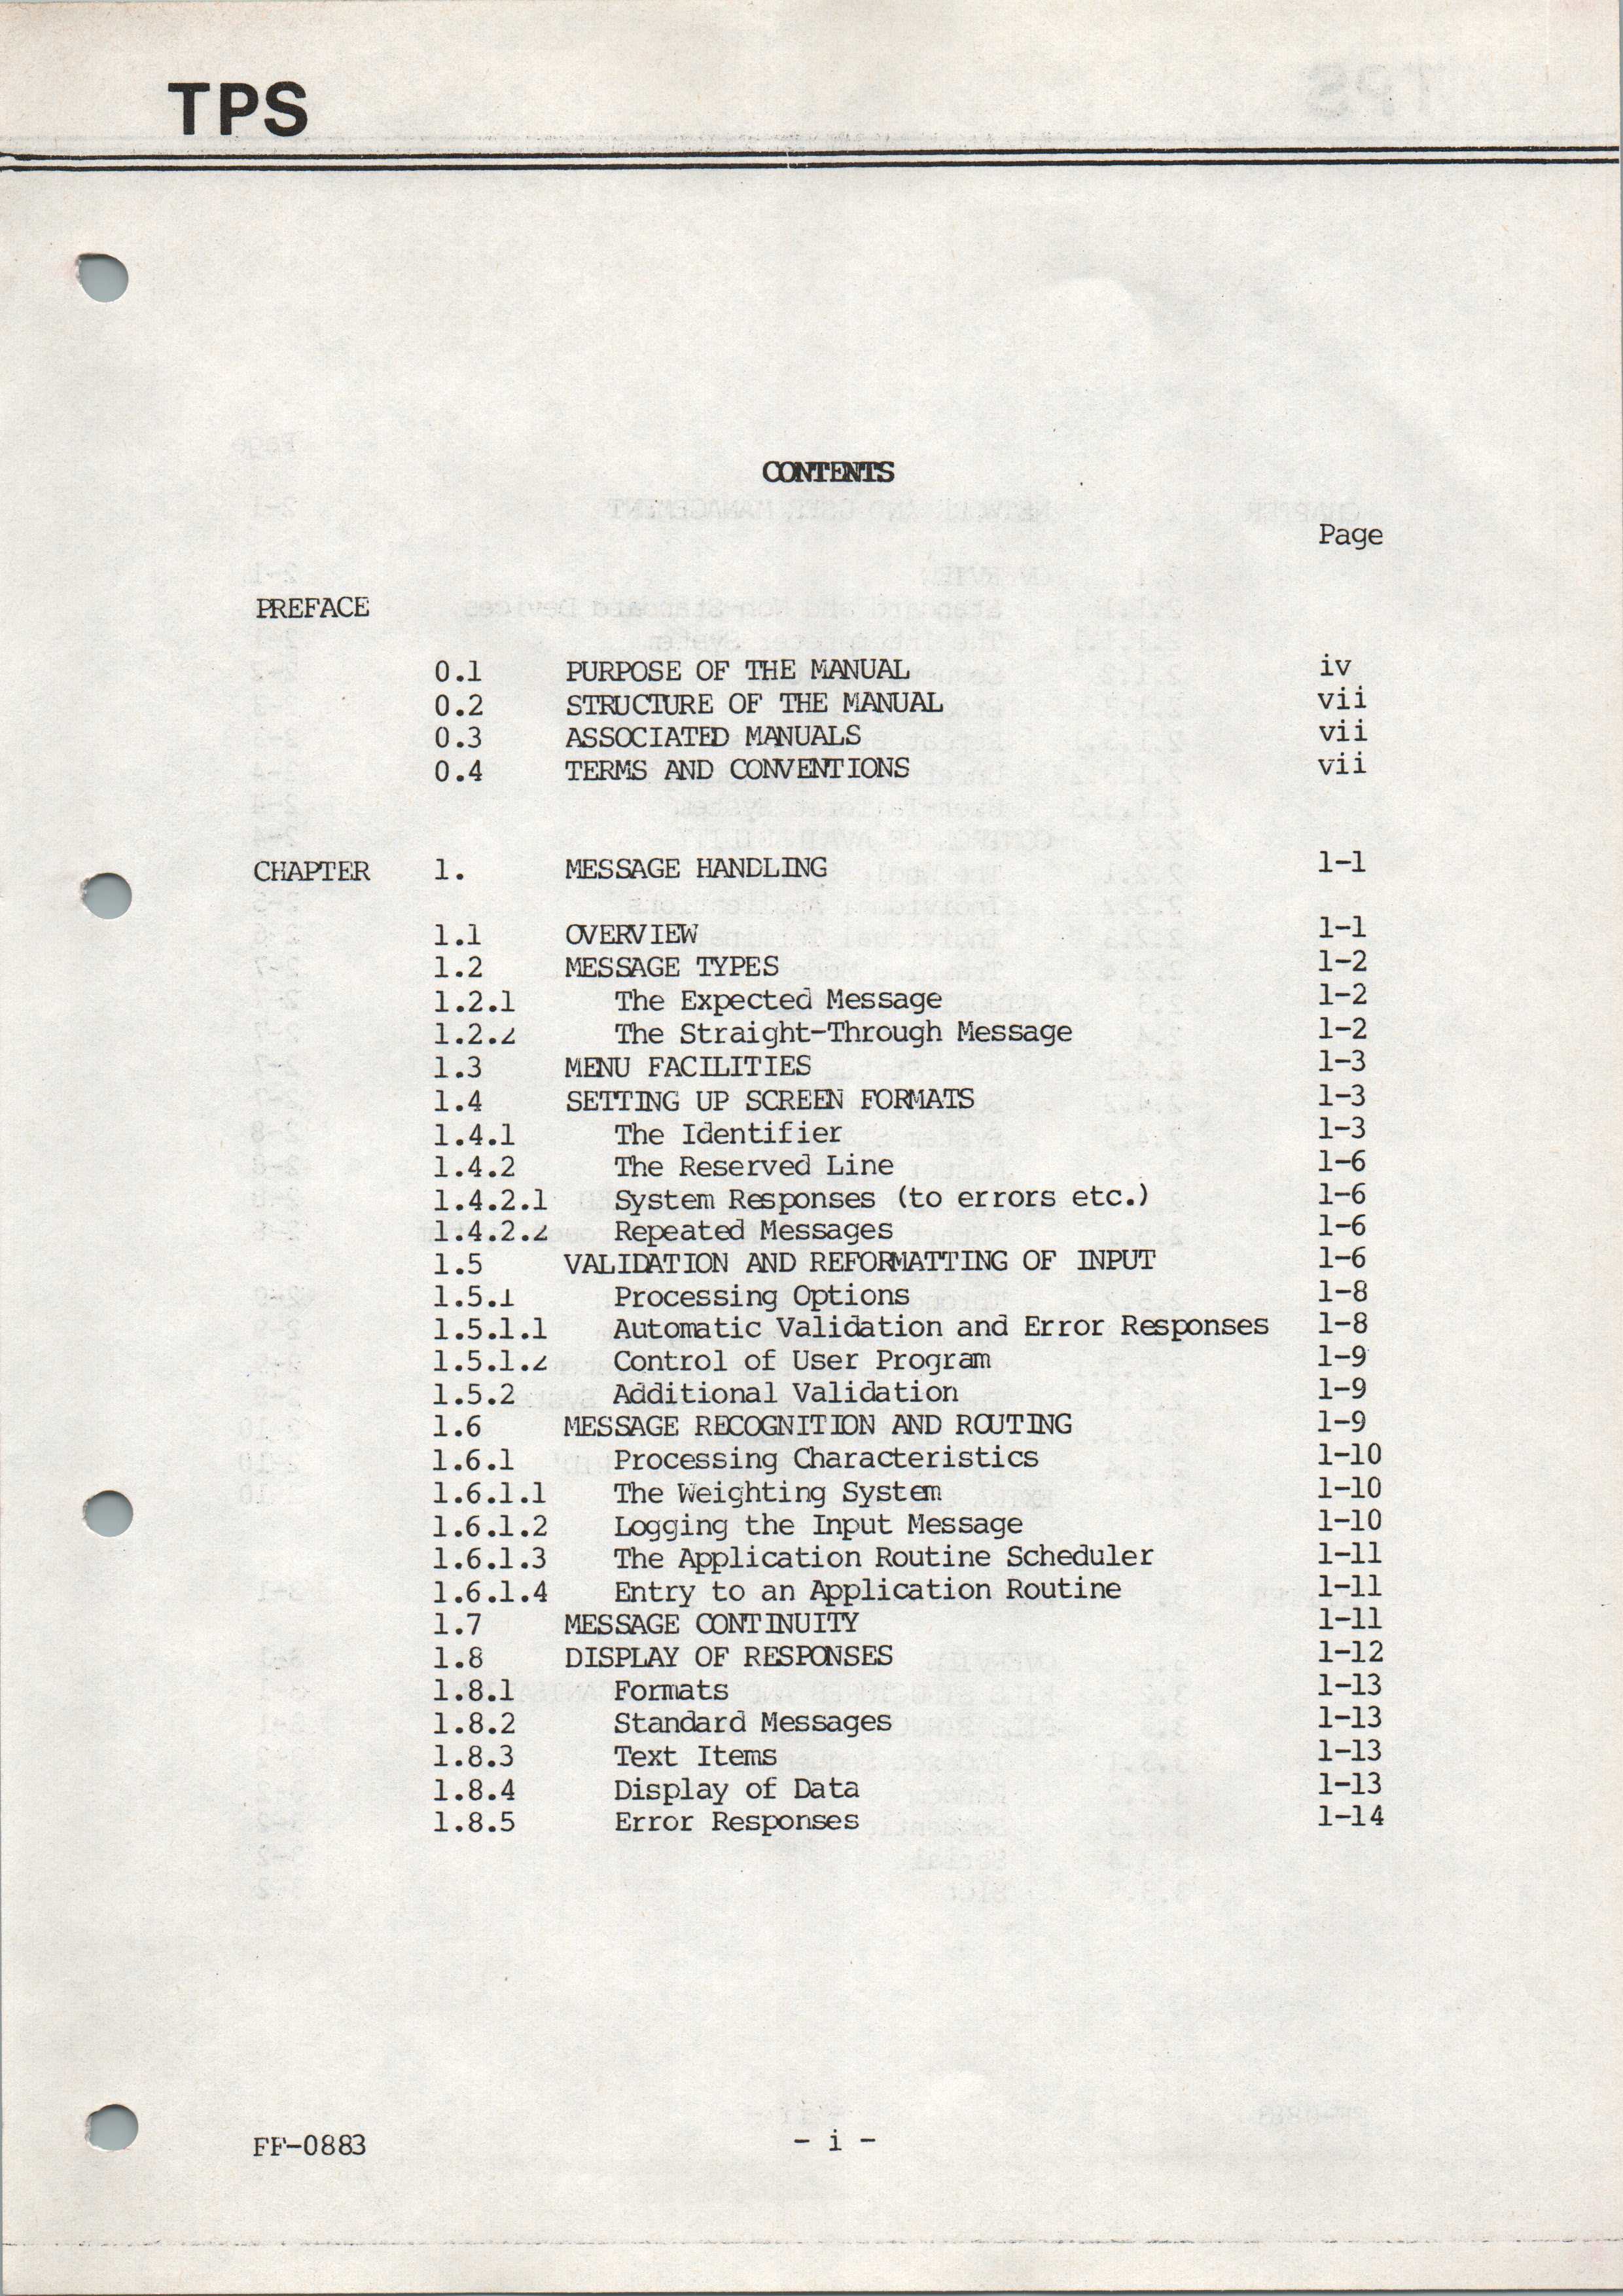 TPS
CONTENTS
Page
PREFACE
0.1 PURPOSE OF THE MANUAL iv
0.2 STRUCTURE OF THE MANUAL vii
0.3 ASSOCIATED MANUALS vii
0.4 TERMS AND CONVENTIONS vii
CHAPTER 1. MESSAGE HANDLING 1-1
1.1 OVERVIEW 1-1
1.2 MESSAGE TYPES 1-2
1.2.1 The Expected Message 1-2
1.2.2 The Straight-Through Message 1-2
1.3 MENU FACILITIES 1-3
1.4 SETTING UP SCREEN FORMATS 1-3
1.4.1 The Identifier 1-3
1.4.2 The Reserved Line 1-6
1.4.2.1 System Responses (to errors etc.) 1-6
1.4.2.2 Repeated Messages 1-6
1.5 VALIDATION AND REFORMATTING OF INPUT 1-6
1.5.1 Processing Options 1-8
1.5.1.1 Automatic Validation and Error Responses 1-8
1.5.1.2 Control of User Program 1-9
1.5.2 Additional Validation 1-9
1.6 MESSAGE RECOGNITION AND ROUTING 1-9
1.6.1 Processing Characteristics 1-10
1.6.1.1 The Weighting System 1-10
1.6.1.2 Logging the Input Message 1-10
1.6.1.3 The Application Routine Scheduler 1-11
1.6.1.4 Entry to an Application Routine 1-11
1.7 MESSAGE CONTINUITY 1-11
1.8 DISPLAY OF RESPONSES 1-12
1.8.1 Formats 1-13
1.8.2 Standard Messages 1-13
1.8.3 Text Items 1-13
1.8.4 Display of Data 1-13
1.8.5 Error Responses 1-14
FF-0883 - i -